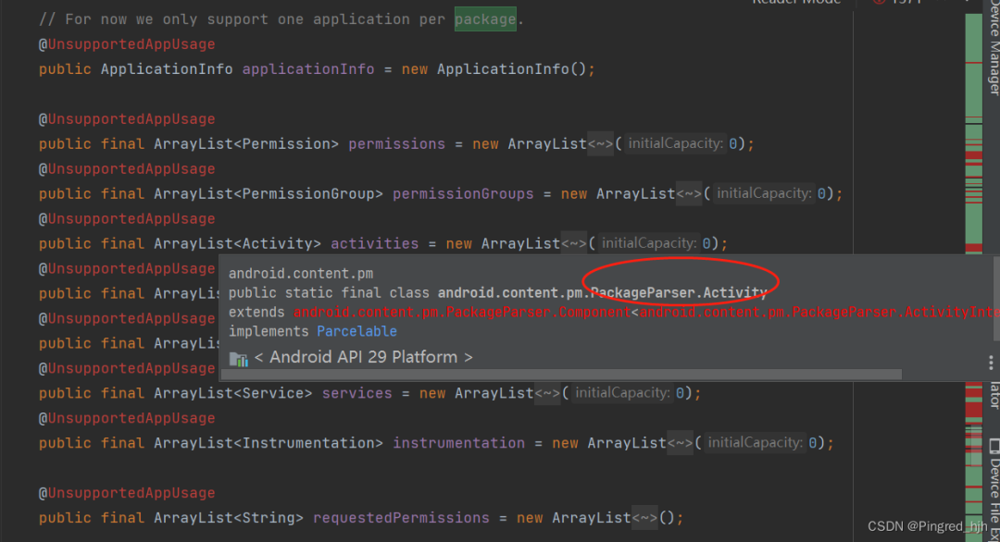 Reader Mode
// For now we only support one application per package.
@UnsupportedAppUsage
public ApplicationInfo applicationInfo = new ApplicationInfo();
@UnsupportedAppUsage
public final ArrayList<Permission> permissions = new ArrayList<~>( initialCapacity: 0);
@UnsupportedAppUsage
public final ArrayList<PermissionGroup> permissionGroups = new ArrayList<~>( initialCapacity: 0);
@UnsupportedAppUsage
public final ArrayList<Activity> activities = new ArrayList<~>( initialCapacity: 0);
@UnsupportedAppUsage
public final ArrayLis
@UnsupportedAppUsage
public final ArrayLis
@UnsupportedAppUsage
android.content.pm
public static final class android.content.pm.PackageParser.Activity
extends android.content.pm.PackageParser.Component<android.content.pm.PackageParser.ActivityInte
implements Parcelable
< Android API 29 Platform >
public final ArrayList<Service> services = new ArrayList<~>( initialCapacity: 0);
@UnsupportedAppUsage
public final ArrayList<Instrumentation> instrumentation = new ArrayList<~>( initialCapacity: 0);
@UnsupportedAppUsage
public final ArrayList<String> requestedPermissions = new ArrayList<~>();
Device Manager
lator
Device File E
CSDN @Pingred_hjh